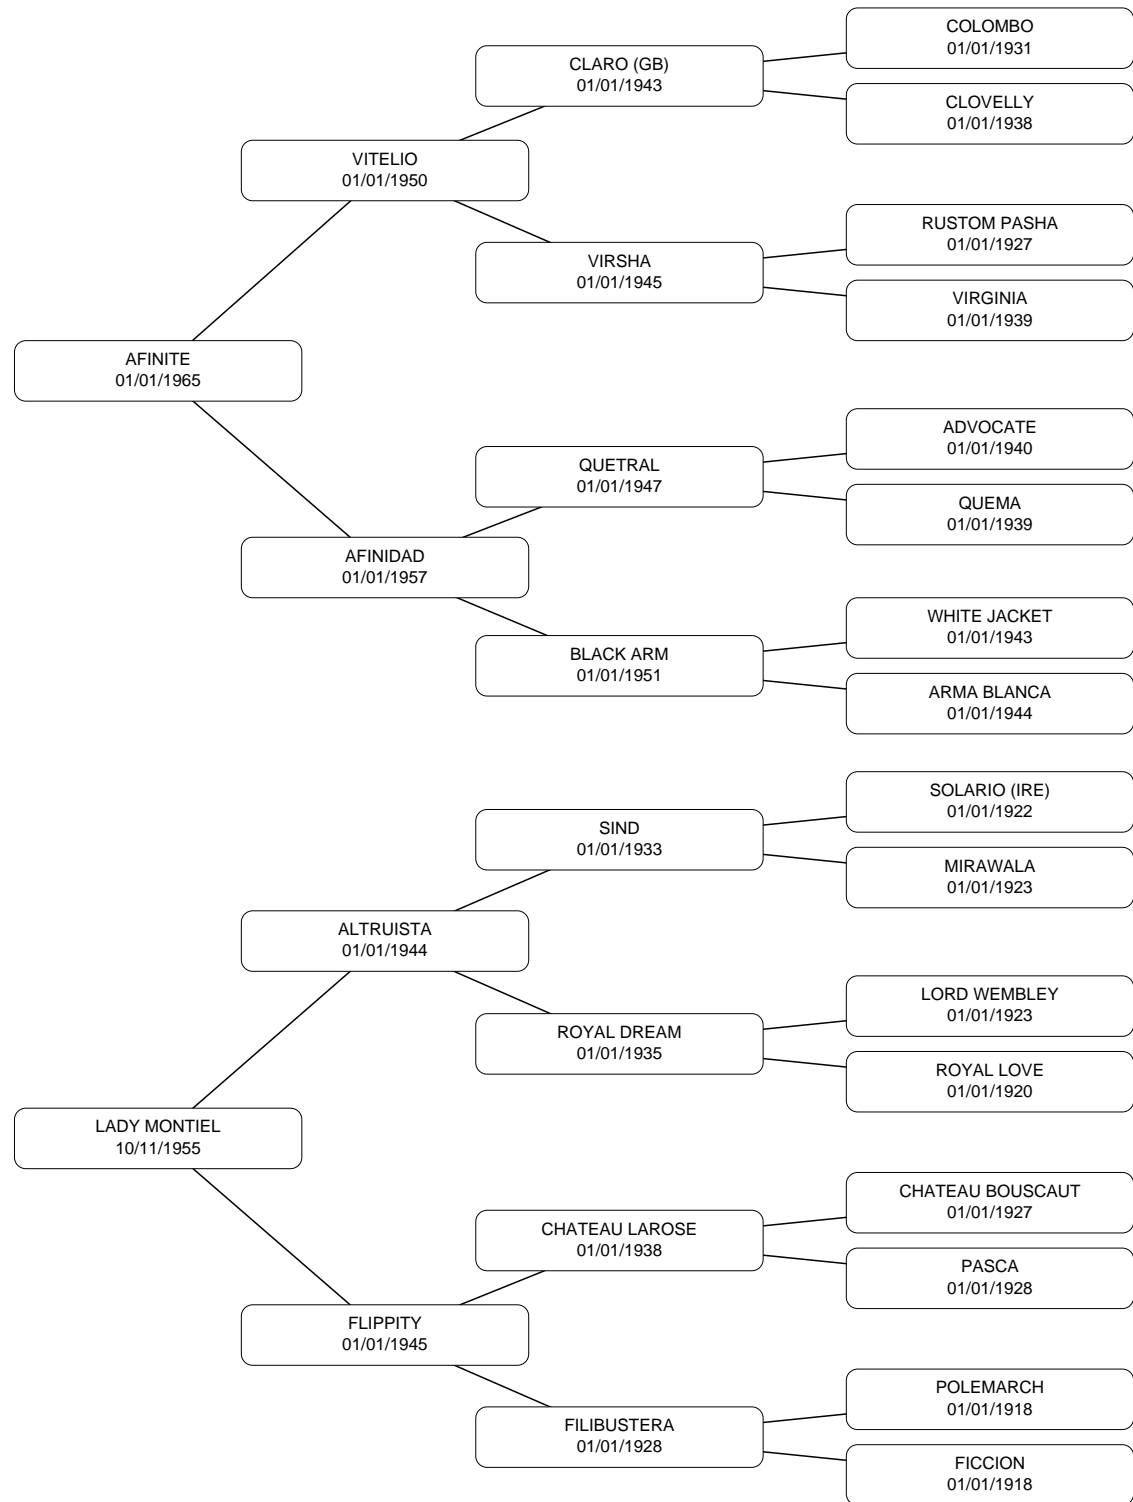 COLOMBO
01/01/1931
CLARO (GB)
01/01/1943
CLOVELLY
01/01/1938
VITELIO
01/01/1950
RUSTOM PASHA
01/01/1927
VIRSHA
01/01/1945
VIRGINIA
01/01/1939
AFINITE
01/01/1965
ADVOCATE
01/01/1940
QUETRAL
01/01/1947
QUEMA
01/01/1939
AFINIDAD
01/01/1957
WHITE JACKET
01/01/1943
BLACK ARM
01/01/1951
ARMA BLANCA
01/01/1944
SOLARIO (IRE)
01/01/1922
SIND
01/01/1933
MIRAWALA
01/01/1923
ALTRUISTA
01/01/1944
LORD WEMBLEY
01/01/1923
ROYAL DREAM
01/01/1935
ROYAL LOVE
01/01/1920
LADY MONTIEL
10/11/1955
CHATEAU BOUSCAUT
01/01/1927
CHATEAU LAROSE
01/01/1938
PASCA
01/01/1928
FLIPPITY
01/01/1945
POLEMARCH
01/01/1918
FILIBUSTERA
01/01/1928
FICCION
01/01/1918